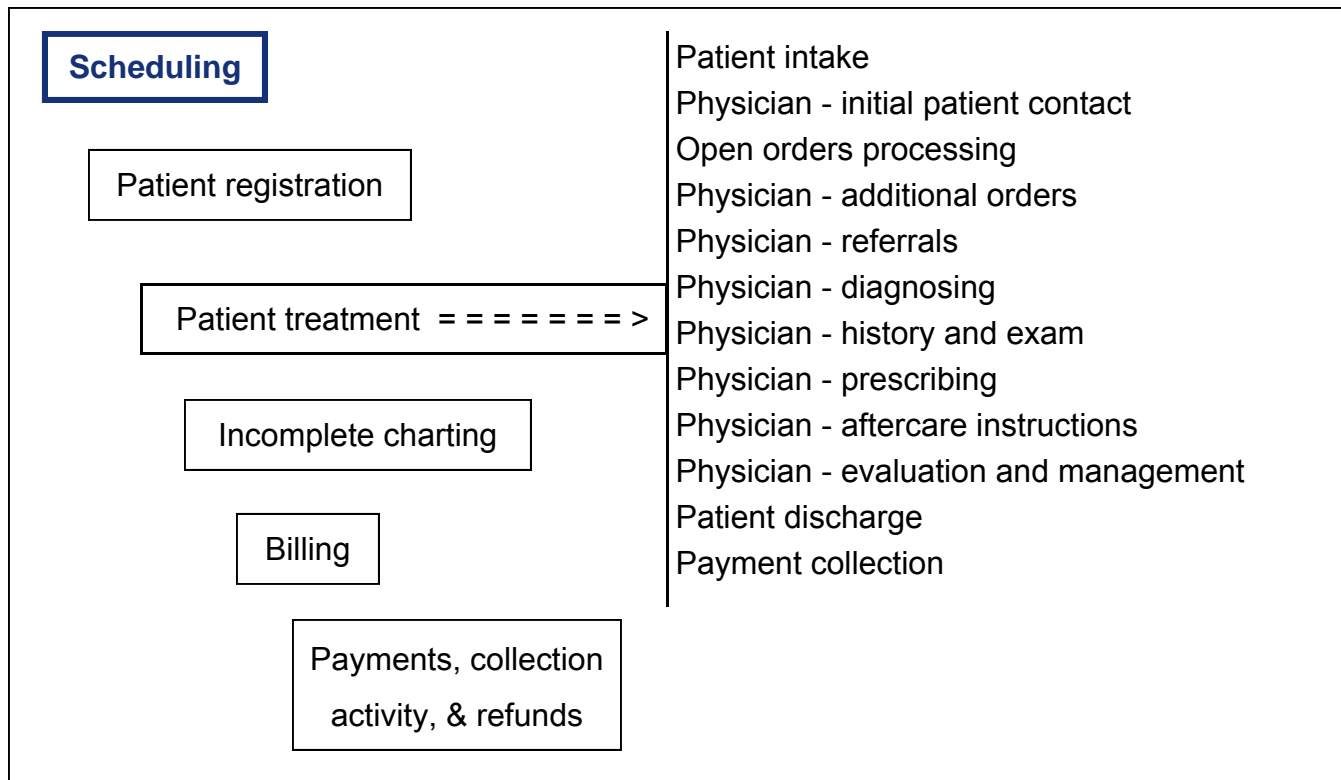 Scheduling
Patient registration
Patient treatment = = = = = = = >
Incomplete charting
Billing
Payments, collection
activity, & refunds
Patient intake
Physician - initial patient contact
Open orders processing
Physician - additional orders
Physician - referrals
Physician - diagnosing
Physician - history and exam
Physician - prescribing
Physician - aftercare instructions
Physician - evaluation and management
Patient discharge
Payment collection